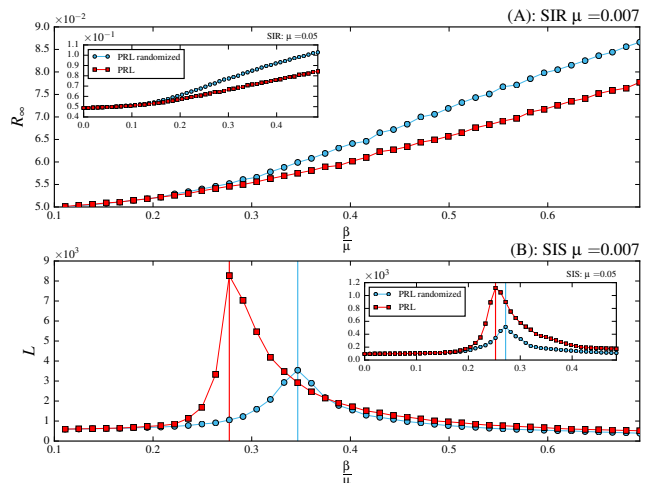 ×10⁻²
(A): SIR μ =0.007
9.0
8.5
8.0
7.5
7.0
6.5
6.0
5.5
5.0
R∞
0.1 0.2 0.3 0.4 0.5 0.6
β/μ
×10⁻¹
SIR: μ =0.05
1.1
1.0
0.9
0.8
0.7
0.6
0.5
0.4
PRL randomized
PRL
0.0 0.1 0.2 0.3 0.4
×10³
(B): SIS μ =0.007
9
8
7
6
5
4
3
2
1
0
L
0.1 0.2 0.3 0.4 0.5 0.6
β/μ
×10³
SIS: μ =0.05
1.2
1.0
0.8
0.6
0.4
0.2
0.0
PRL randomized
PRL
0.0 0.1 0.2 0.3 0.4